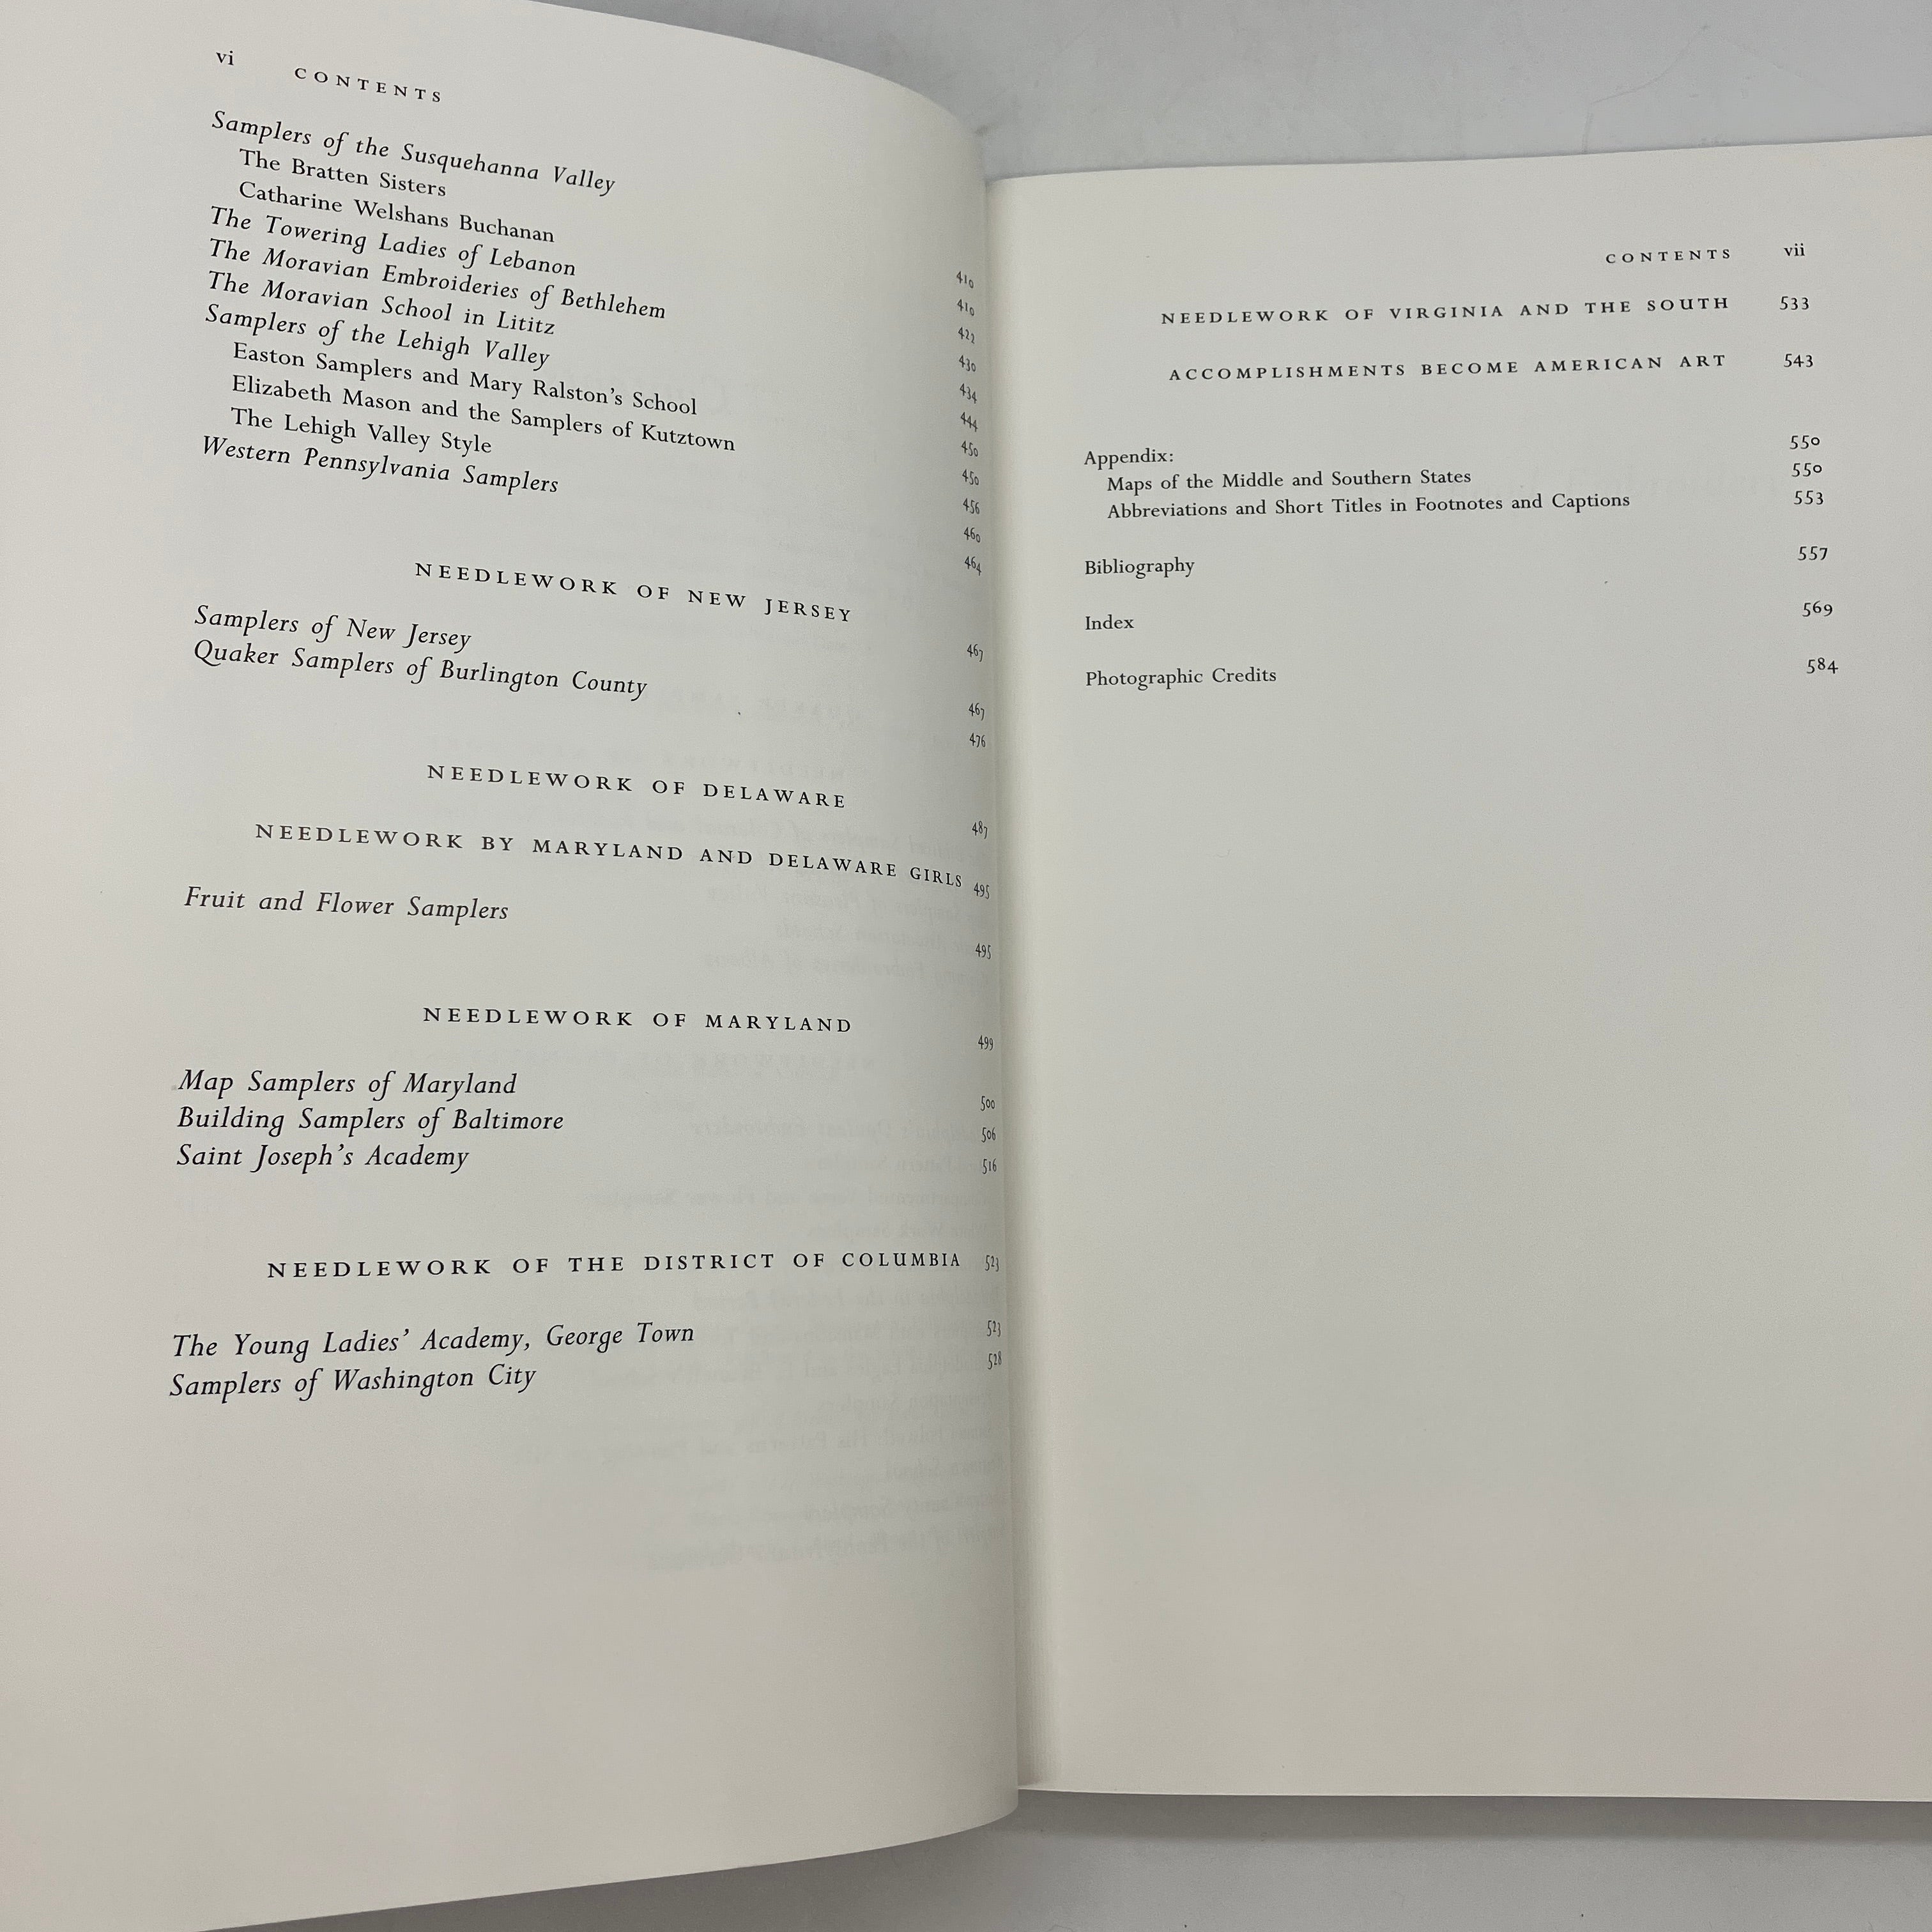 vi CONTENTS
Samplers of the Susquehanna Valley 410
The Bratten Sisters 410
Catharine Welshans Buchanan 422
The Towering Ladies of Lebanon 430
The Moravian Embroideries of Bethlehem 434
The Moravian School in Lititz 444
Samplers of the Lehigh Valley 450
Easton Samplers and Mary Ralston's School 450
Elizabeth Mason and the Samplers of Kutztown 456
The Lehigh Valley Style 460
Western Pennsylvania Samplers 464
NEEDLEWORK OF NEW JERSEY 467
Samplers of New Jersey 467
Quaker Samplers of Burlington County 476
NEEDLEWORK OF DELAWARE 487
NEEDLEWORK BY MARYLAND AND DELAWARE GIRLS 495
Fruit and Flower Samplers 495
NEEDLEWORK OF MARYLAND 499
Map Samplers of Maryland 500
Building Samplers of Baltimore 506
Saint Joseph's Academy 516
NEEDLEWORK OF THE DISTRICT OF COLUMBIA 523
The Young Ladies' Academy, George Town 523
Samplers of Washington City 528
CONTENTS vii
NEEDLEWORK OF VIRGINIA AND THE SOUTH 533
ACCOMPLISHMENTS BECOME AMERICAN ART 543
Appendix: 550
Maps of the Middle and Southern States 550
Abbreviations and Short Titles in Footnotes and Captions 553
Bibliography 557
Index 569
Photographic Credits 584